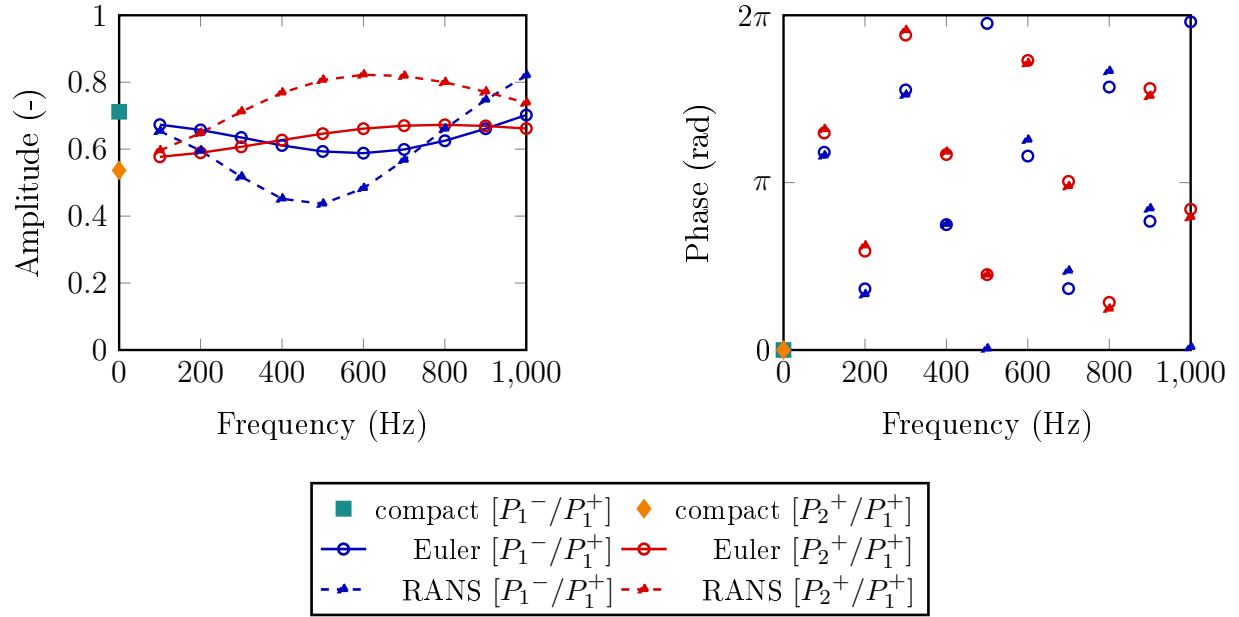 1
0.8
0.6
0.4
0.2
0
Amplitude (-)
0 200 400 600 800 1,000
Frequency (Hz)
2π
π
0
Phase (rad)
0 200 400 600 800 1,000
Frequency (Hz)
compact [P₁⁻/P₁⁺] compact [P₂⁺/P₁⁺]
Euler [P₁⁻/P₁⁺] Euler [P₂⁺/P₁⁺]
RANS [P₁⁻/P₁⁺] RANS [P₂⁺/P₁⁺]